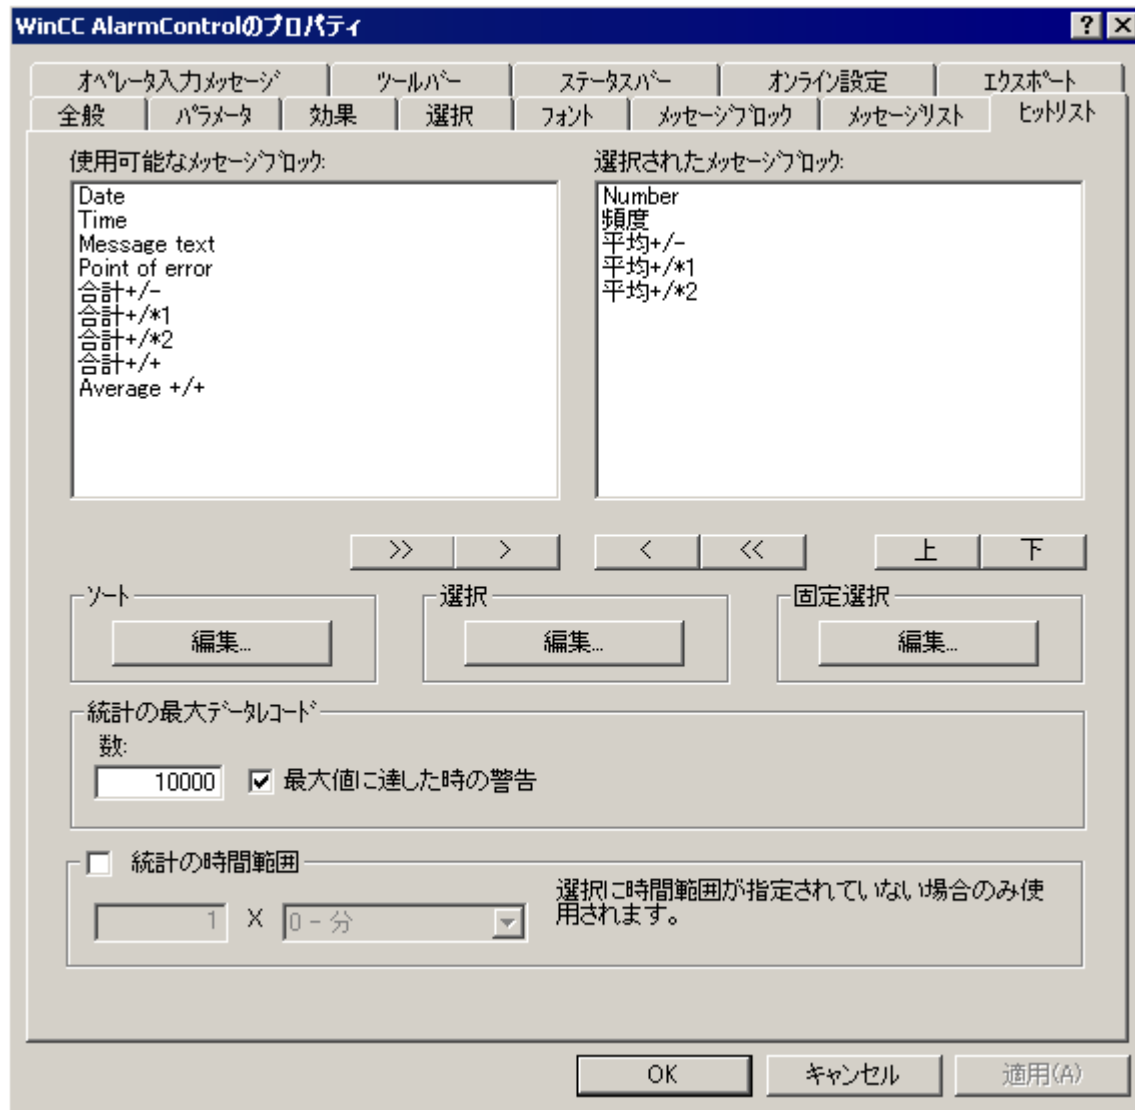 WinCC AlarmControlのプロパティ
オペレータ入力メッセージ ツールバー ステータスバー オンライン設定 エクスポート
全般 パラメータ 効果 選択 フォント メッセージブロック メッセージリスト ヒットリスト
使用可能なメッセージブロック: 選択されたメッセージブロック:
Date
Time
Message text
Point of error
合計+/-
合計+/*1
合計+/*2
合計+/+
Average +/+
Number
頻度
平均+/-
平均+/*1
平均+/*2
>> > < << 上 下
ソート 選択 固定選択
編集... 編集... 編集...
統計の最大データレコード
数:
10000 最大値に達した時の警告
統計の時間範囲
1 X 0 - 分
選択に時間範囲が指定されていない場合のみ使
用されます。
OK キャンセル 適用(A)